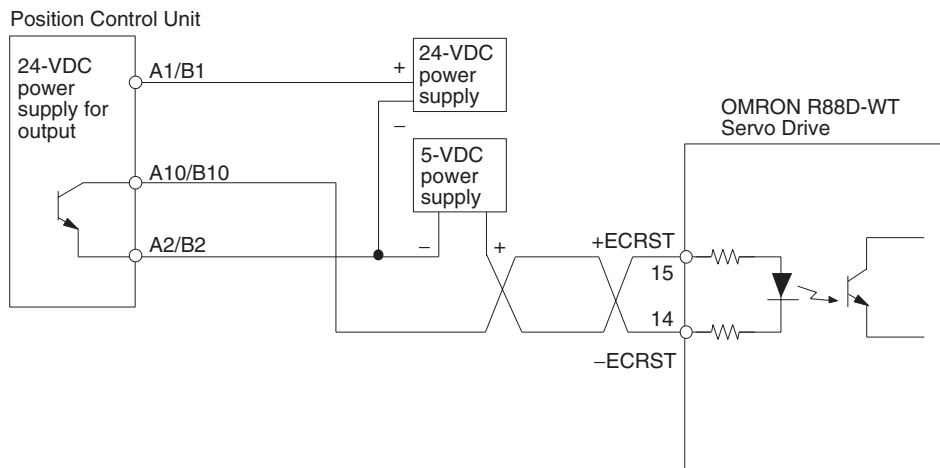 Position Control Unit
24-VDC
power
supply for
output
A1/B1
+
24-VDC
power
supply
–
A10/B10
5-VDC
power
supply
A2/B2
–
+
OMRON R88D-WT
Servo Drive
+ECRST
15
14
–ECRST